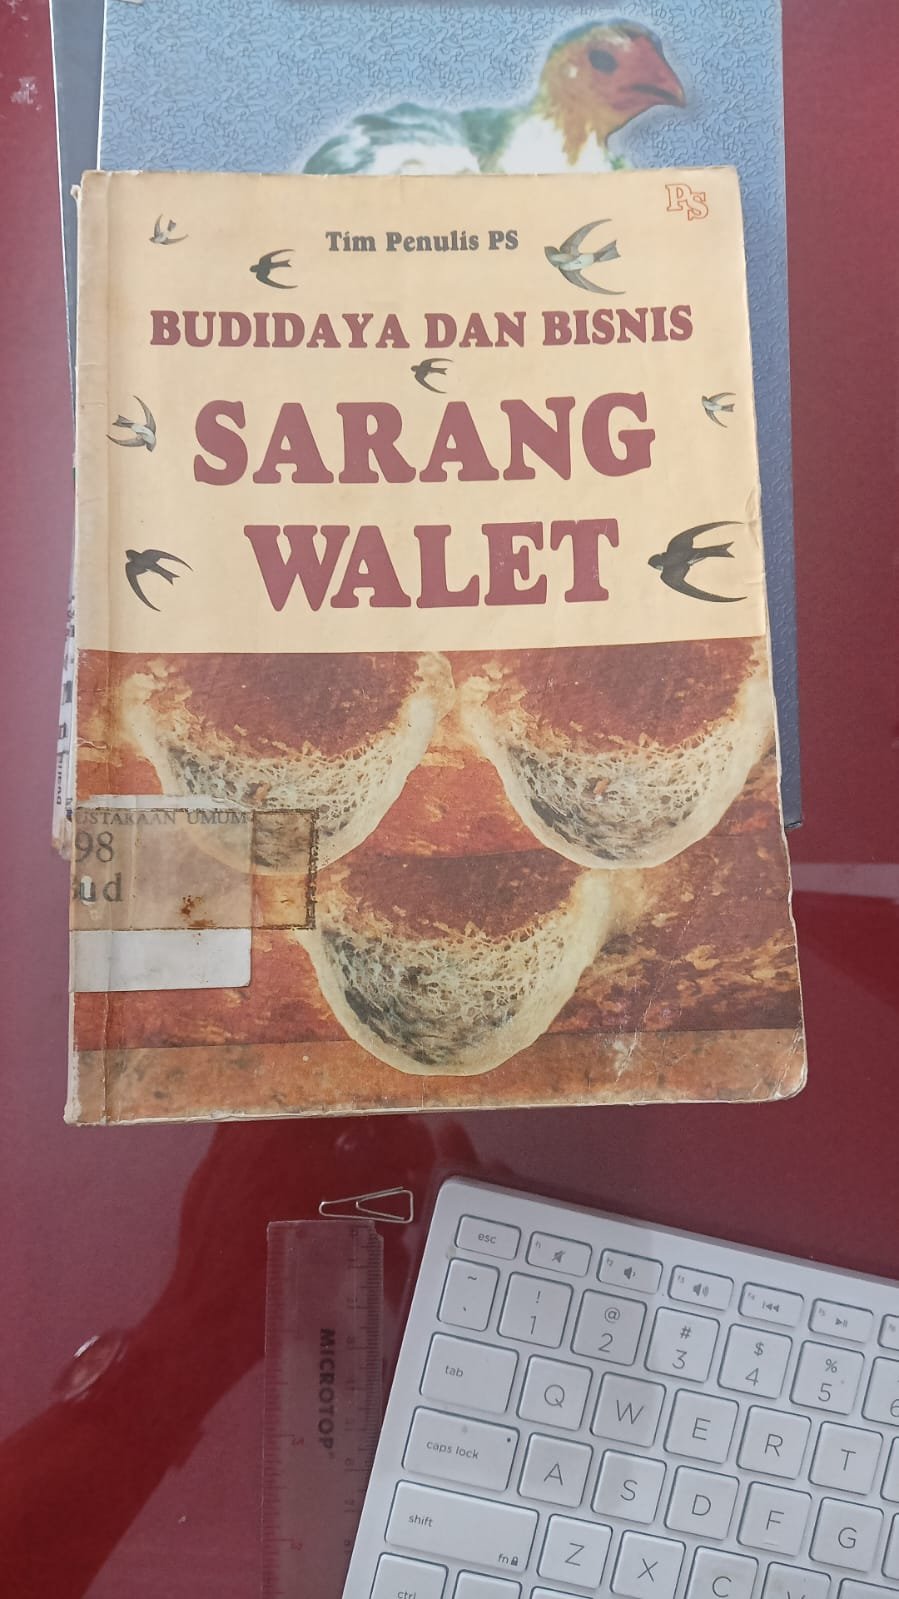 PS
Tim Penulis PS
BUDIDAYA DAN BISNIS
SARANG
WALET
USTAKAAN UMUM
98
ud
MICROTOP
esc
~
` ! 1
@ 2
# 3
$ 4
% 5
6
tab Q W E R T
caps lock A S D F G
shift Z X C
fn
ctrl